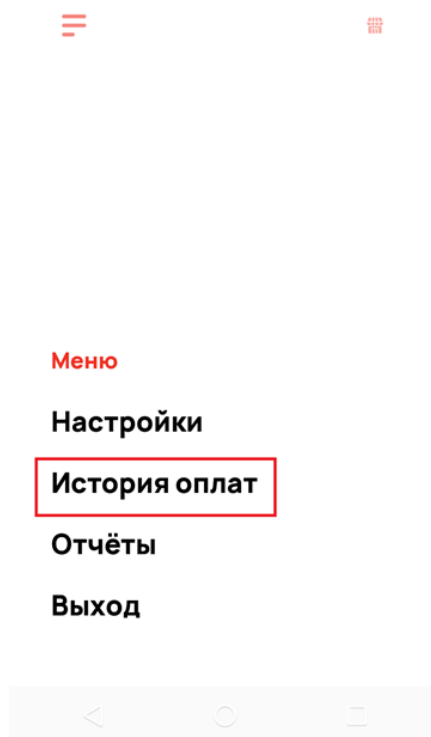 Меню
Настройки
История оплат
Отчёты
Выход